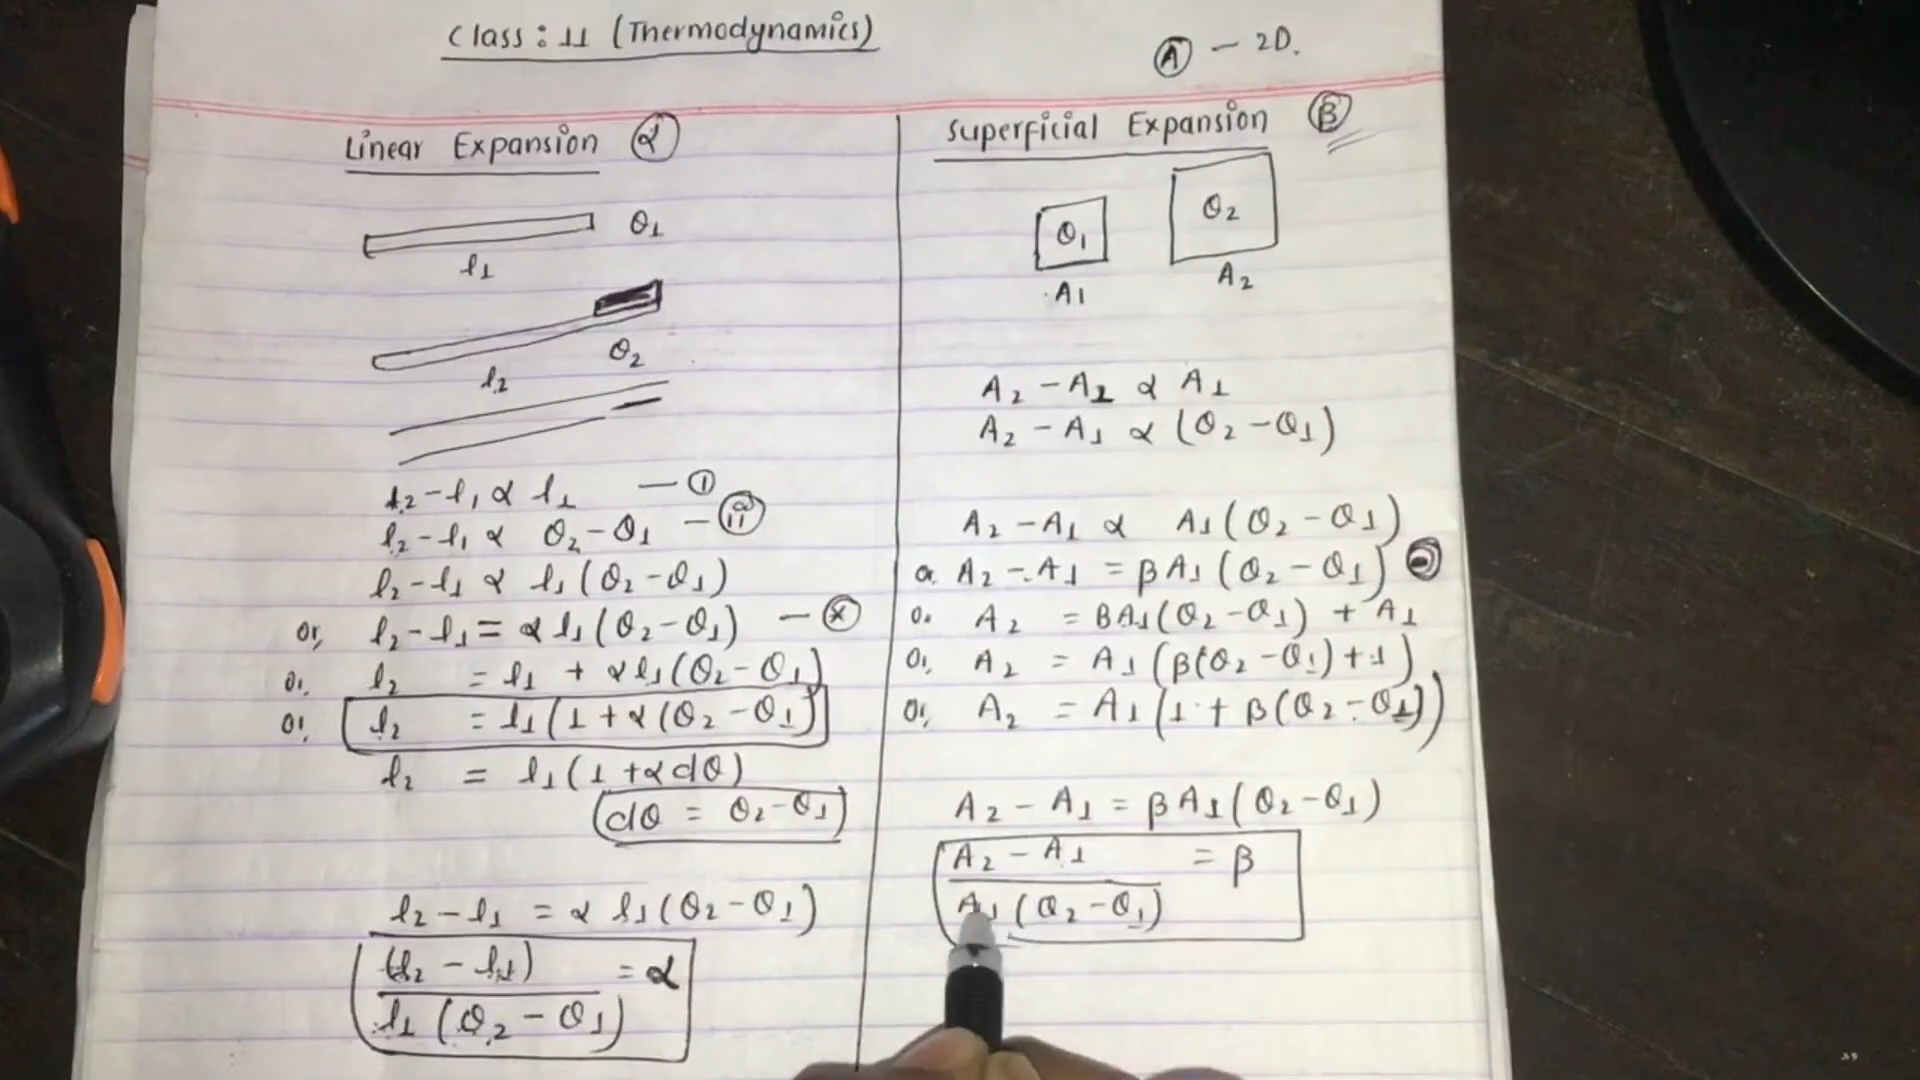 Class: 11 (Thermodynamics)
A — 2D.
Linear Expansion α
θ1
l1
θ2
l2
l2 - l1 α l1 — I
l2 - l1 α θ2 - θ1 — II
l2 - l1 α l1 (θ2 - θ1)
or, l2 - l1 = α l1 (θ2 - θ1) — *
or, l2 = l1 + α l1 (θ2 - θ1)
or, l2 = l1 (1 + α (θ2 - θ1)
l2 = l1 (1 + α dθ)
(dθ = θ2 - θ1)
l2 - l1 = α l1 (θ2 - θ1)
(l2 - l1) / l1 (θ2 - θ1) = α
Superficial Expansion β
θ1 θ2
A1 A2
A2 - A1 α A1
A2 - A1 α (θ2 - θ1)
A2 - A1 α A1 (θ2 - θ1)
or A2 - A1 = β A1 (θ2 - θ1)
or A2 = β A1 (θ2 - θ1) + A1
or, A2 = A1 (β (θ2 - θ1) + 1)
or, A2 = A1 (1 + β (θ2 - θ1))
A2 - A1 = β A1 (θ2 - θ1)
A2 - A1 / A1 (θ2 - θ1) = β